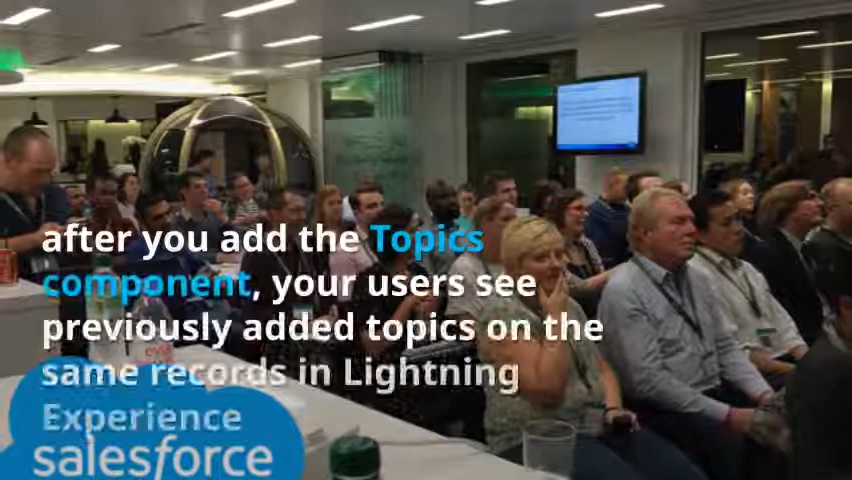 after you add the Topics
component, your users see
previously added topics on the
same records in Lightning
Experience
salesforce
evian